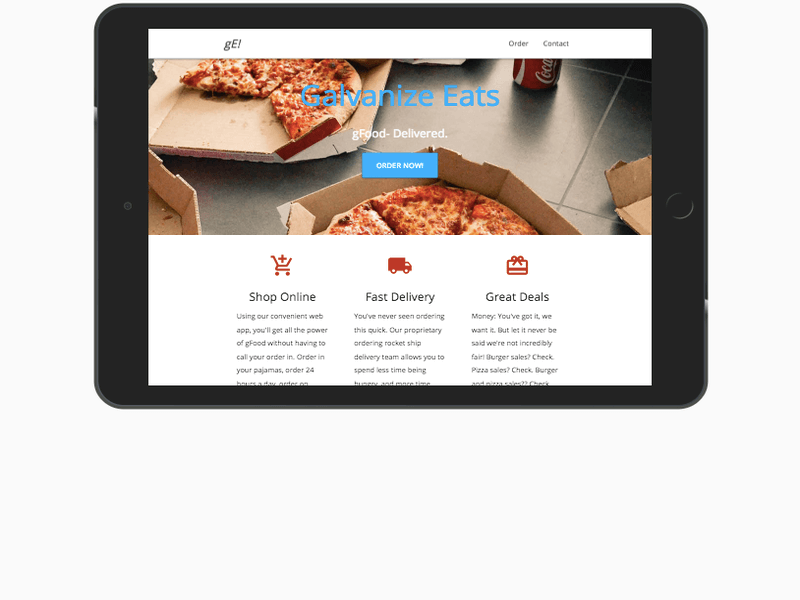 gE!
Order Contact
Galvanize Eats
gFood- Delivered.
ORDER NOW!
Shop Online
Using our convenient web
app, you'll get all the power
of gFood without having to
call your order in. Order in
your pajamas, order 24
hours a day, order on
Fast Delivery
You've never seen ordering
this quick. Our proprietary
ordering rocket ship
delivery team allows you to
spend less time being
hungry, and more time
Great Deals
Money: You've got it, we
want it. But let it never be
said we're not incredibly
fair! Burger sales? Check.
Pizza sales? Check. Burger
and pizza sales?? Check.